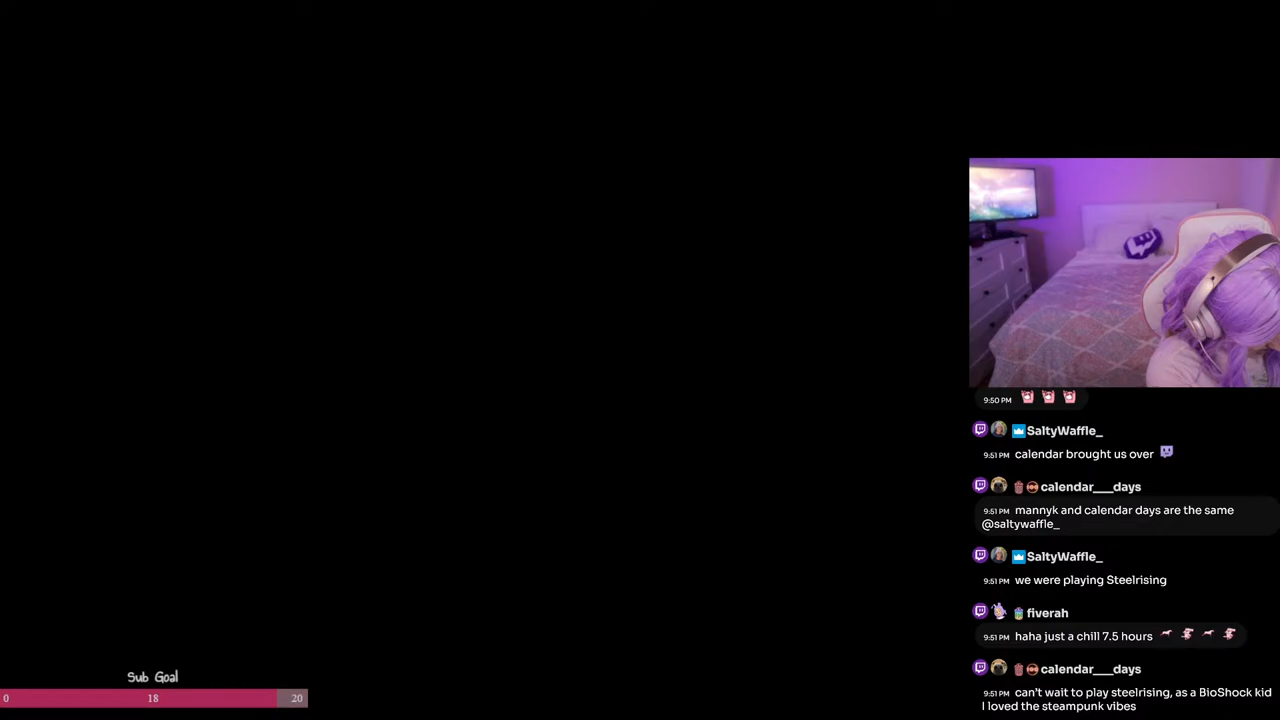 9:50 PM
SaltyWaffle_
9:51 PM calendar brought us over
calendar___days
9:51 PM mannyk and calendar days are the same
@saltywaffle_
SaltyWaffle_
9:51 PM we were playing Steelrising
fiverah
9:51 PM haha just a chill 7.5 hours
calendar___days
9:51 PM can't wait to play steelrising, as a BioShock kid
I loved the steampunk vibes
Sub Goal
0 18 20